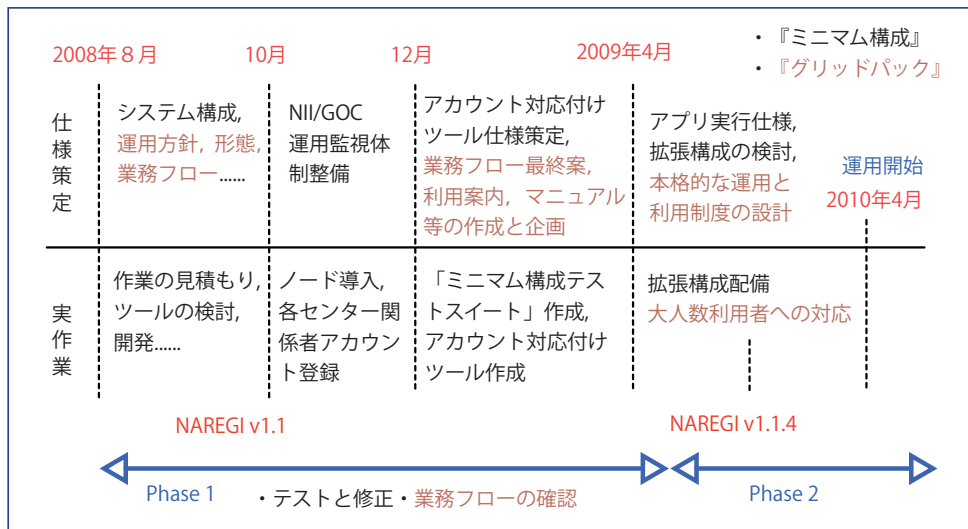 2008年8月
10月
12月
2009年4月
・『ミニマム構成』
・『グリッドパック』
仕様策定
システム構成,
運用方針, 形態,
業務フロー......
NII/GOC
運用監視体
制整備
アカウント対応付け
ツール仕様策定,
業務フロー最終案,
利用案内, マニュアル
等の作成と企画
アプリ実行仕様,
拡張構成の検討,
本格的な運用と
利用制度の設計
運用開始
2010年4月
実作業
作業の見積もり,
ツールの検討,
開発......
ノード導入,
各センター関
係者アカウン
ト登録
「ミニマム構成テス
トスイート」作成,
アカウント対応付け
ツール作成
拡張構成配備
大人数利用者への対応
NAREGI v1.1
NAREGI v1.1.4
Phase 1
・テストと修正・業務フローの確認
Phase 2